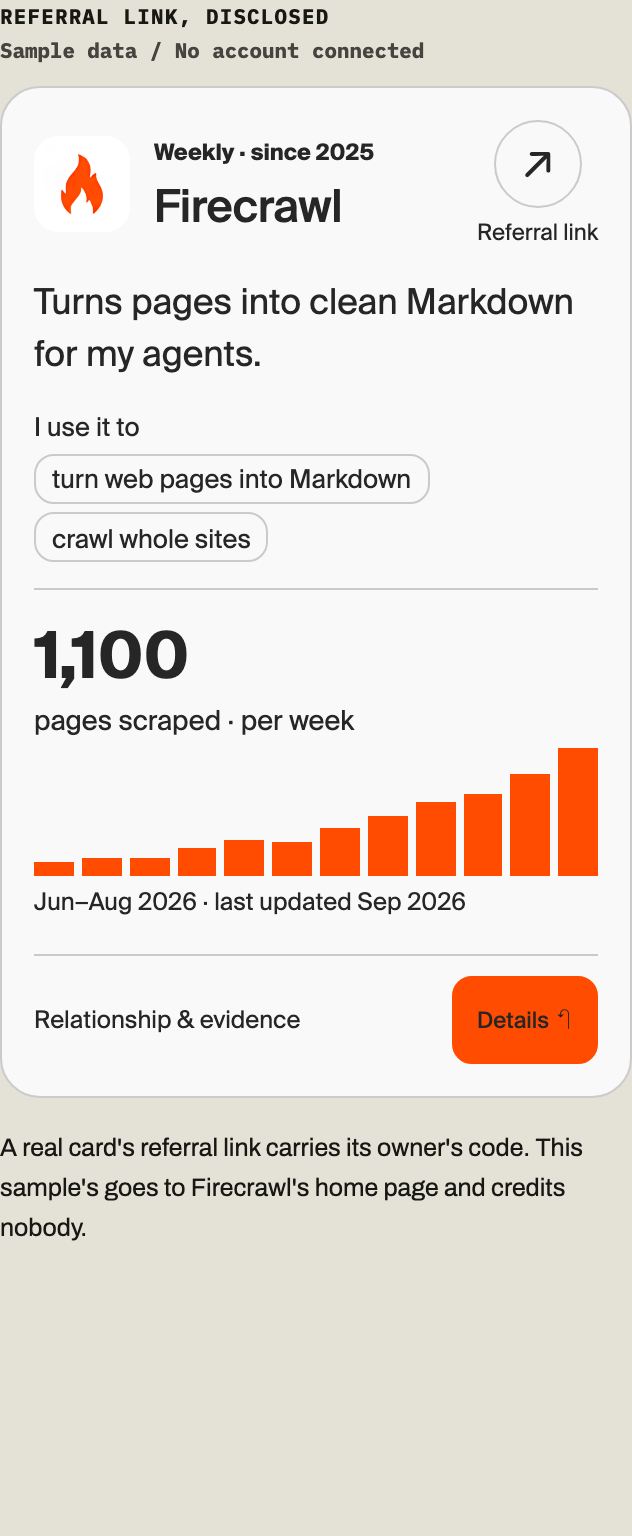 REFERRAL LINK, DISCLOSED
Sample data / No account connected
Weekly · since 2025
Firecrawl
Referral link
Turns pages into clean Markdown
for my agents.
I use it to
turn web pages into Markdown
crawl whole sites
1,100
pages scraped · per week
Jun–Aug 2026 · last updated Sep 2026
Relationship & evidence
Details
A real card's referral link carries its owner's code. This
sample's goes to Firecrawl's home page and credits
nobody.